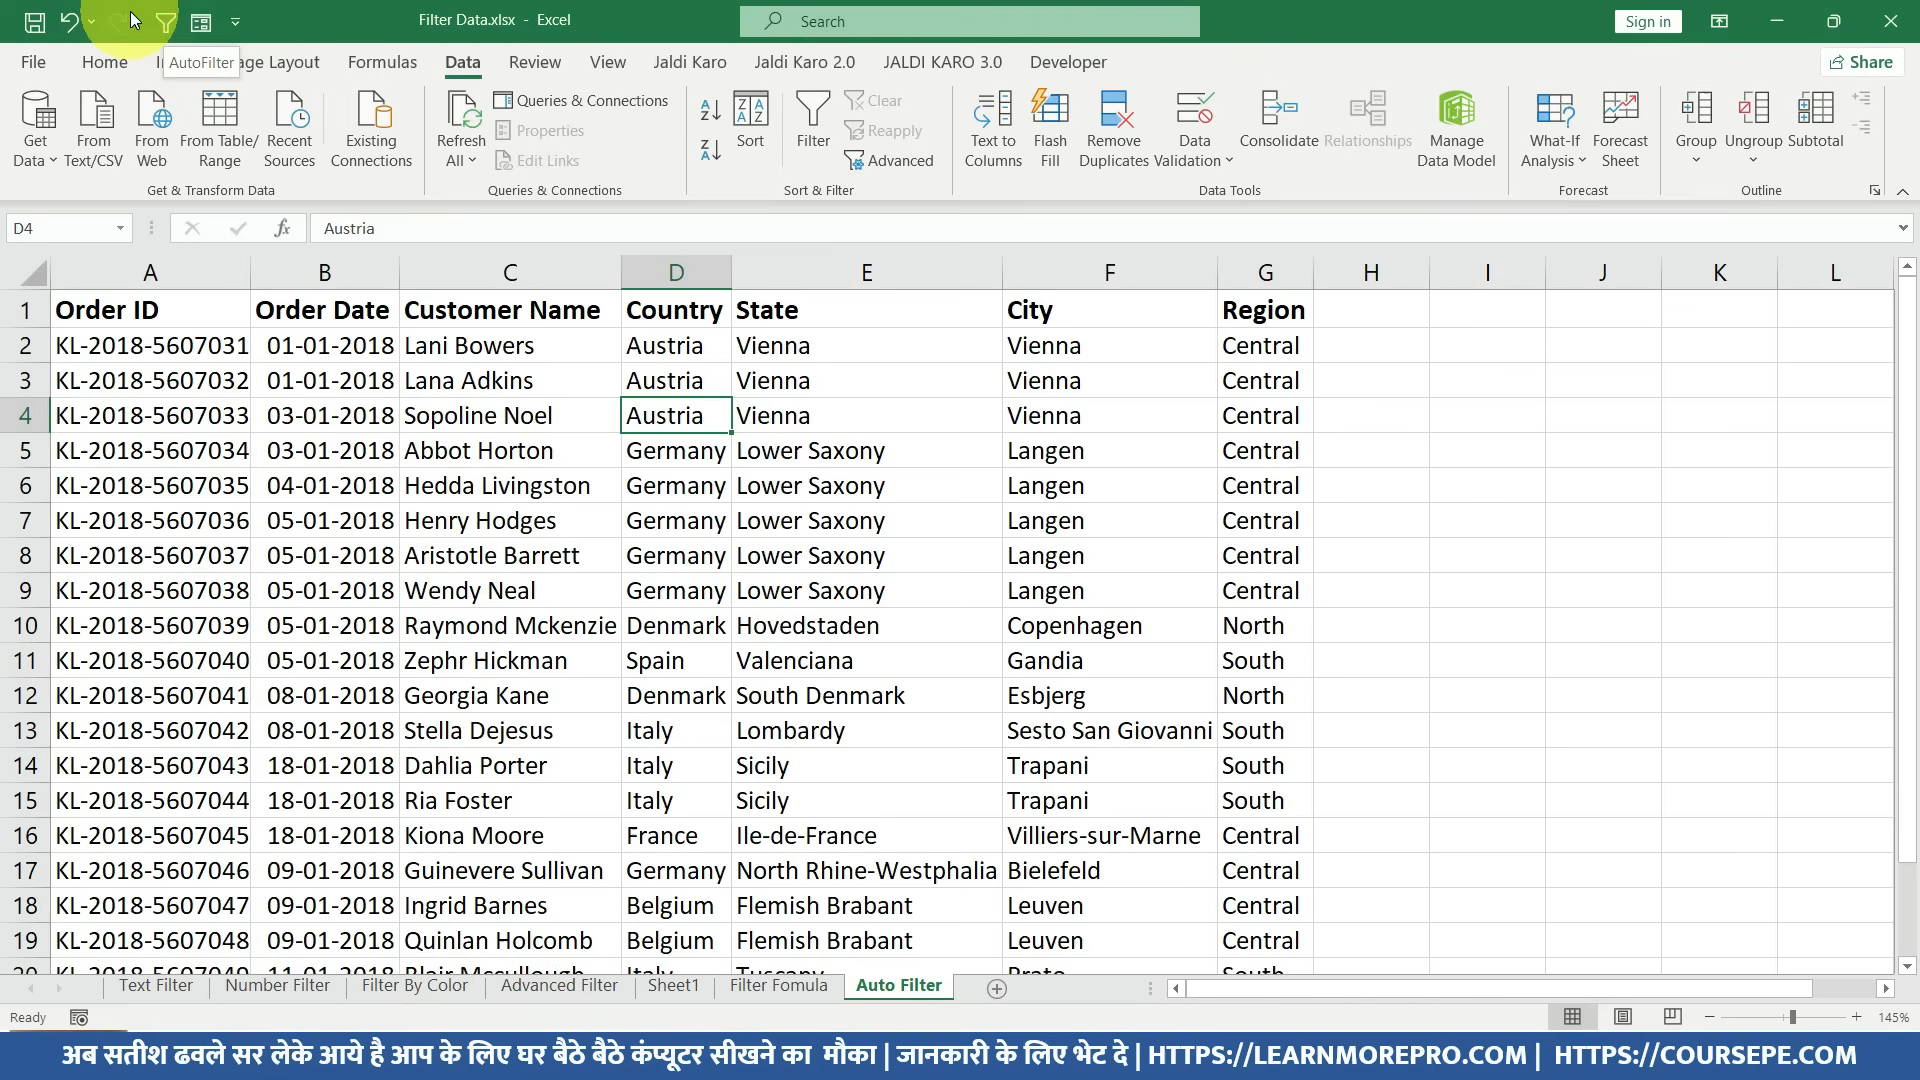 Filter Data.xlsx - Excel
Search
Sign in
File Home AutoFilter ge Layout Formulas Data Review View Jaldi Karo Jaldi Karo 2.0 JALDI KARO 3.0 Developer Share
Get Data From Text/CSV From Web From Table/ Range Recent Sources Existing Connections
Get & Transform Data
Refresh All Queries & Connections Properties Edit Links
Queries & Connections
Sort Filter Clear Reapply Advanced
Sort & Filter
Text to Columns Flash Fill Remove Duplicates Data Validation Consolidate Relationships Manage Data Model
Data Tools
What-If Analysis Forecast Sheet
Forecast
Group Ungroup Subtotal
Outline
D4 fx Austria
A B C D E F G H I J K L
1 Order ID Order Date Customer Name Country State City Region
2 KL-2018-5607031 01-01-2018 Lani Bowers Austria Vienna Vienna Central
3 KL-2018-5607032 01-01-2018 Lana Adkins Austria Vienna Vienna Central
4 KL-2018-5607033 03-01-2018 Sopoline Noel Austria Vienna Vienna Central
5 KL-2018-5607034 03-01-2018 Abbot Horton Germany Lower Saxony Langen Central
6 KL-2018-5607035 04-01-2018 Hedda Livingston Germany Lower Saxony Langen Central
7 KL-2018-5607036 05-01-2018 Henry Hodges Germany Lower Saxony Langen Central
8 KL-2018-5607037 05-01-2018 Aristotle Barrett Germany Lower Saxony Langen Central
9 KL-2018-5607038 05-01-2018 Wendy Neal Germany Lower Saxony Langen Central
10 KL-2018-5607039 05-01-2018 Raymond Mckenzie Denmark Hovedstaden Copenhagen North
11 KL-2018-5607040 05-01-2018 Zephr Hickman Spain Valenciana Gandia South
12 KL-2018-5607041 08-01-2018 Georgia Kane Denmark South Denmark Esbjerg North
13 KL-2018-5607042 08-01-2018 Stella Dejesus Italy Lombardy Sesto San Giovanni South
14 KL-2018-5607043 18-01-2018 Dahlia Porter Italy Sicily Trapani South
15 KL-2018-5607044 18-01-2018 Ria Foster Italy Sicily Trapani South
16 KL-2018-5607045 18-01-2018 Kiona Moore France Ile-de-France Villiers-sur-Marne Central
17 KL-2018-5607046 09-01-2018 Guinevere Sullivan Germany North Rhine-Westphalia Bielefeld Central
18 KL-2018-5607047 09-01-2018 Ingrid Barnes Belgium Flemish Brabant Leuven Central
19 KL-2018-5607048 09-01-2018 Quinlan Holcomb Belgium Flemish Brabant Leuven Central
20 KL-2018-5607049 11-01-2018 Blair Mccullough Italy Tuscany Prato South
Text Filter Number Filter Filter By Color Advanced Filter Sheet1 Filter Fomula Auto Filter
Ready 145%
अब सतीश ढवले सर लेके आये है आप के लिए घर बैठे बैठे कंप्यूटर सीखने का मौका | जानकारी के लिए भेट दे | HTTPS://LEARNMOREPRO.COM | HTTPS://COURSEPE.COM